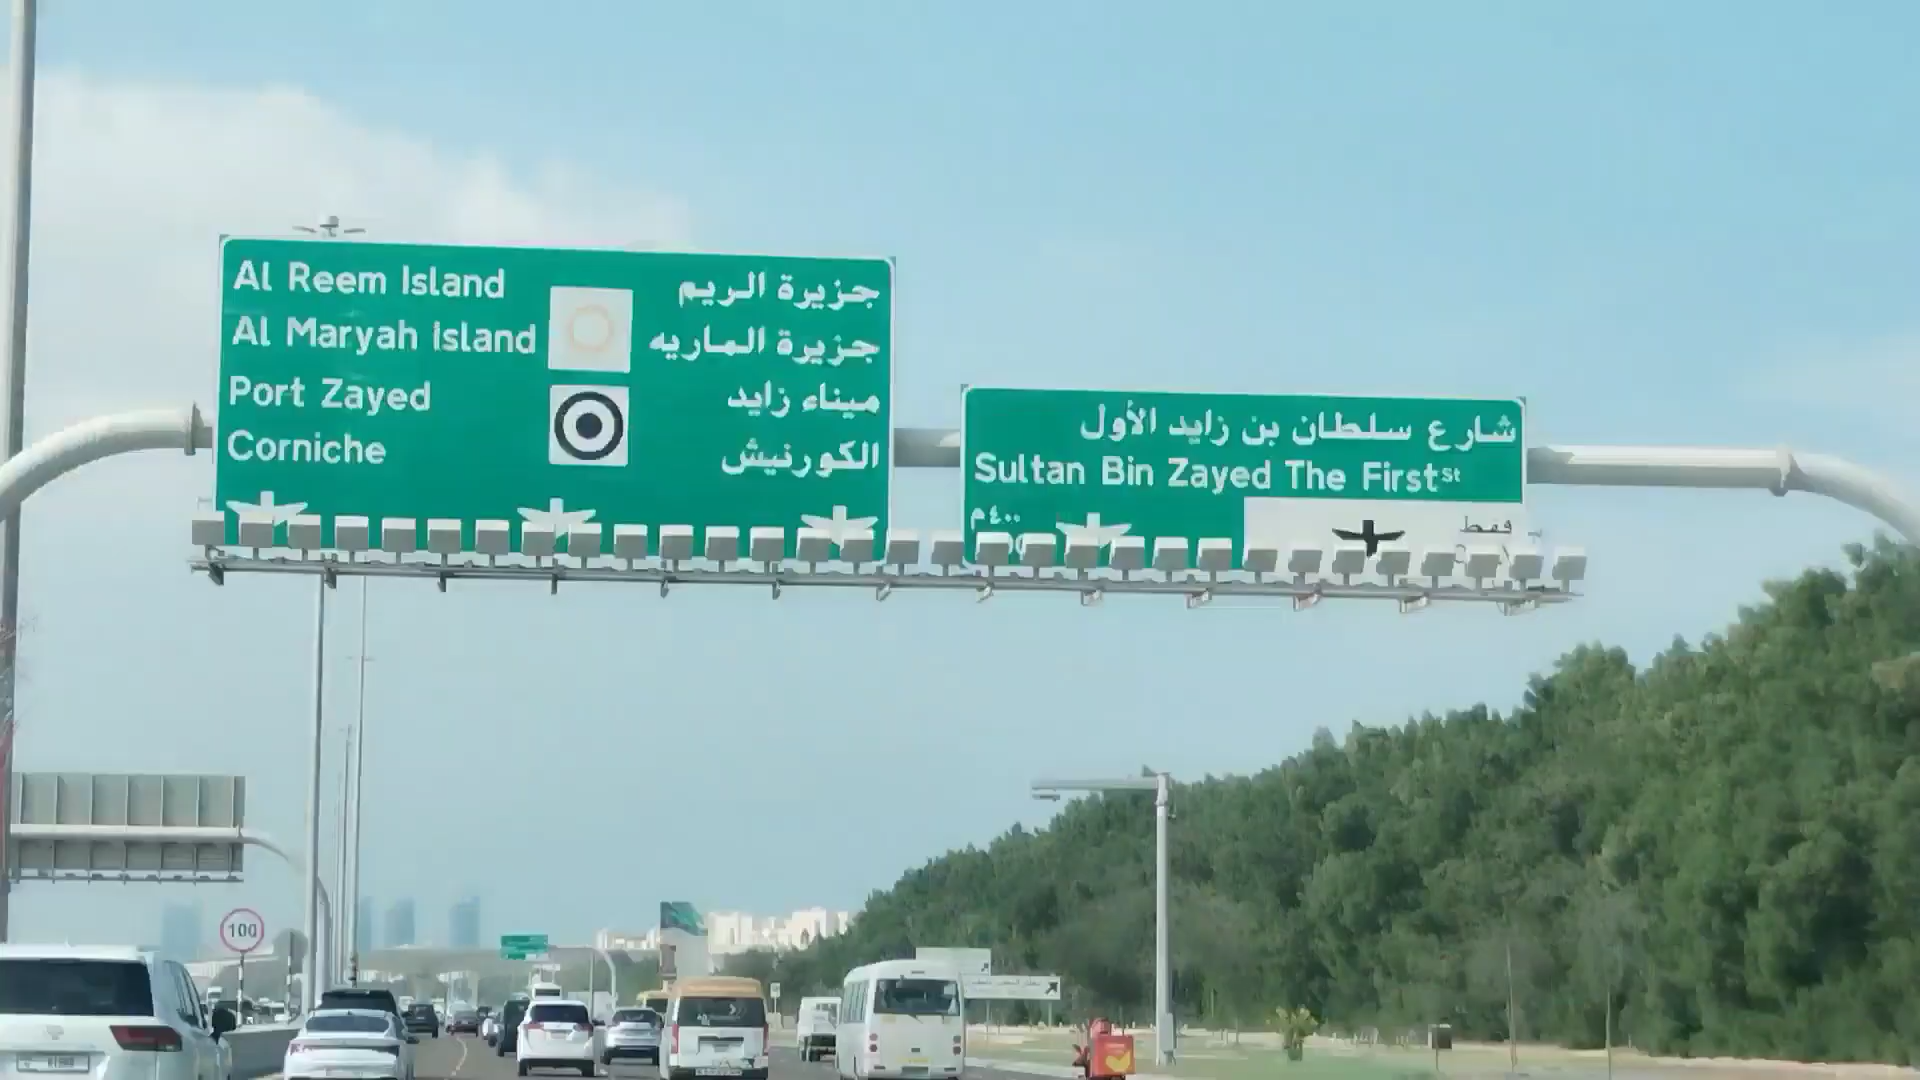 Al Reem Island
جزيرة الريم
Al Maryah Island
جزيرة الماريه
Port Zayed
ميناء زايد
Corniche
الكورنيش
شارع سلطان بن زايد الأول
Sultan Bin Zayed The First St
٤٠٠م
فقط
100